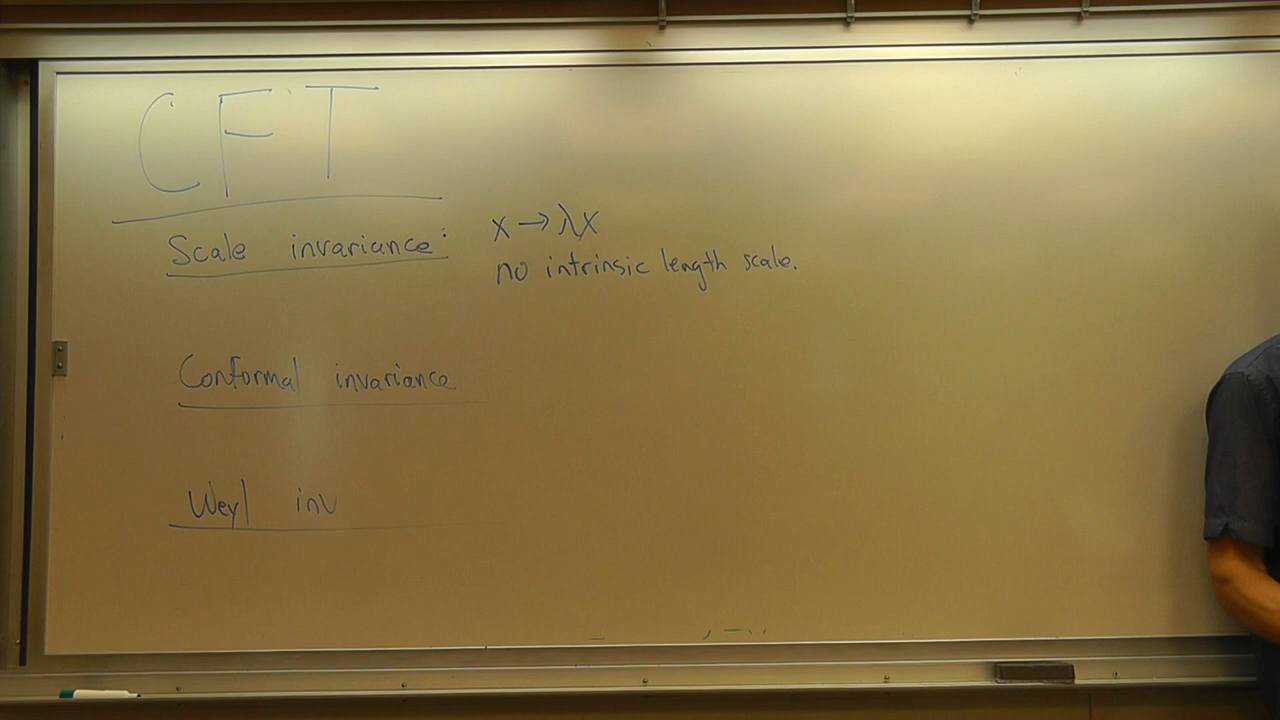 CFT
Scale invariance: x → λx
no intrinsic length scale.
Conformal invariance
Weyl inv